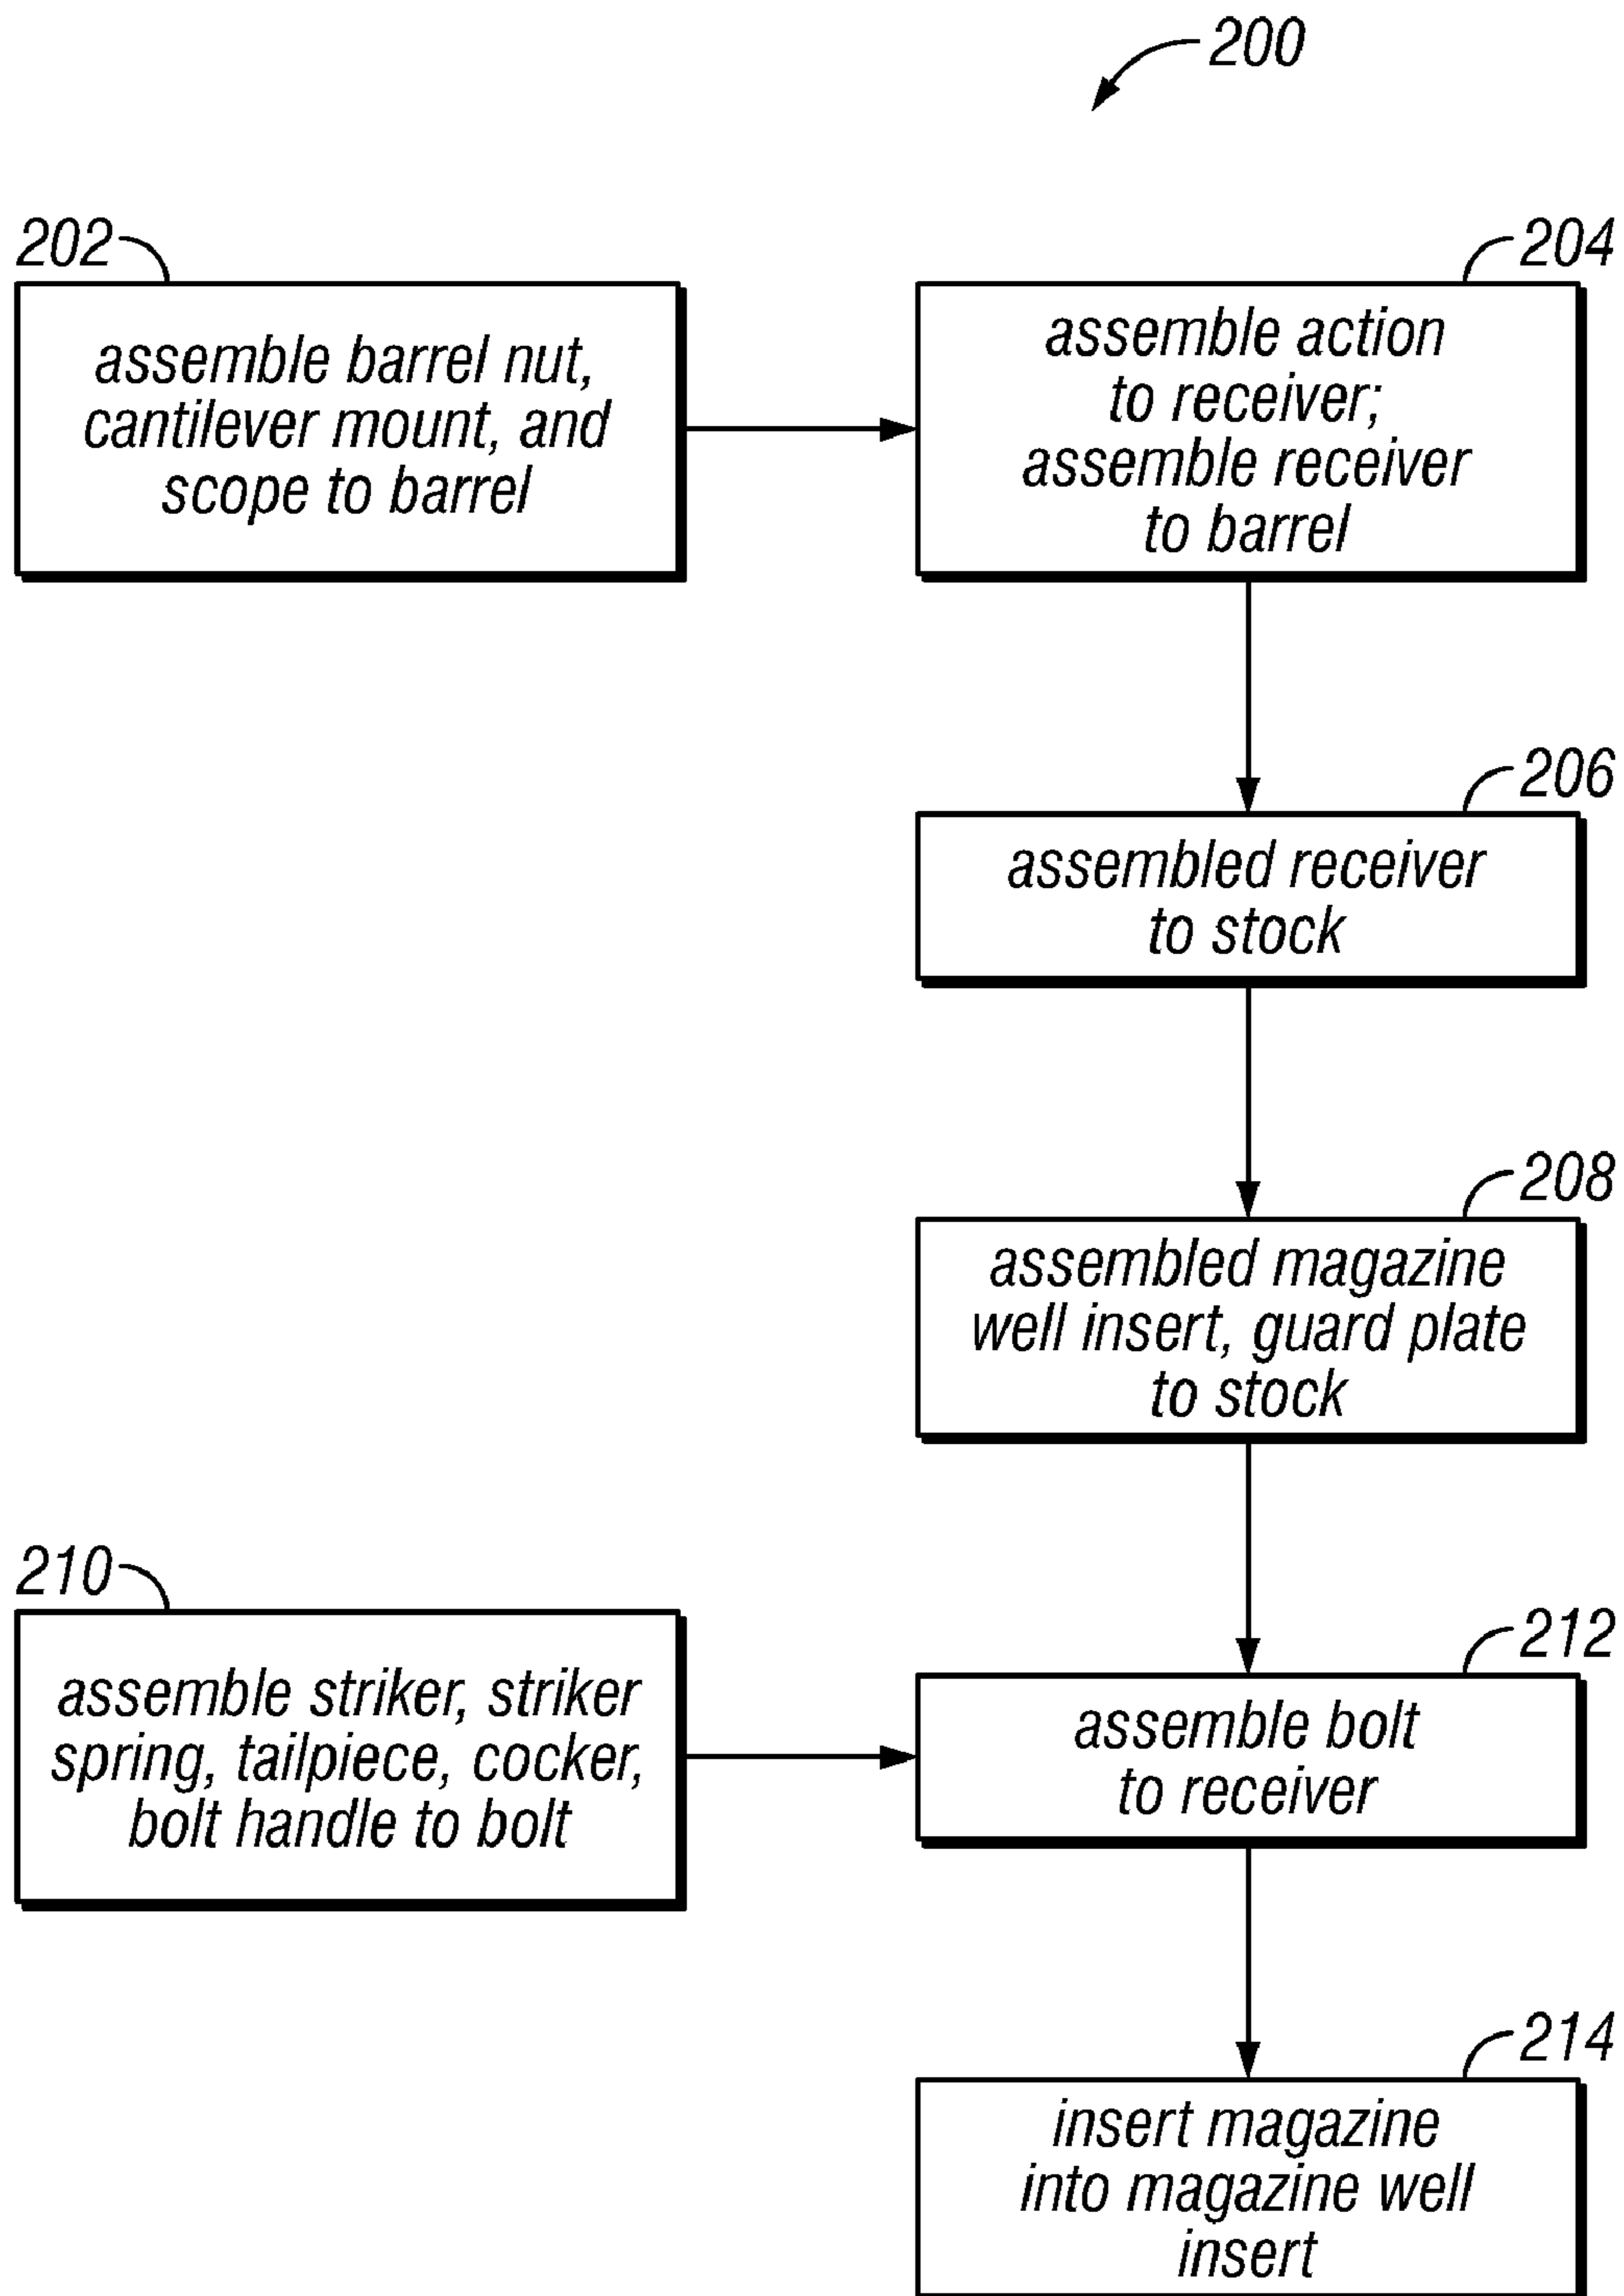 200
202
assemble barrel nut,
cantilever mount, and
scope to barrel
204
assemble action
to receiver;
assemble receiver
to barrel
206
assembled receiver
to stock
208
assembled magazine
well insert, guard plate
to stock
210
assemble striker, striker
spring, tailpiece, cocker,
bolt handle to bolt
212
assemble bolt
to receiver
214
insert magazine
into magazine well
insert